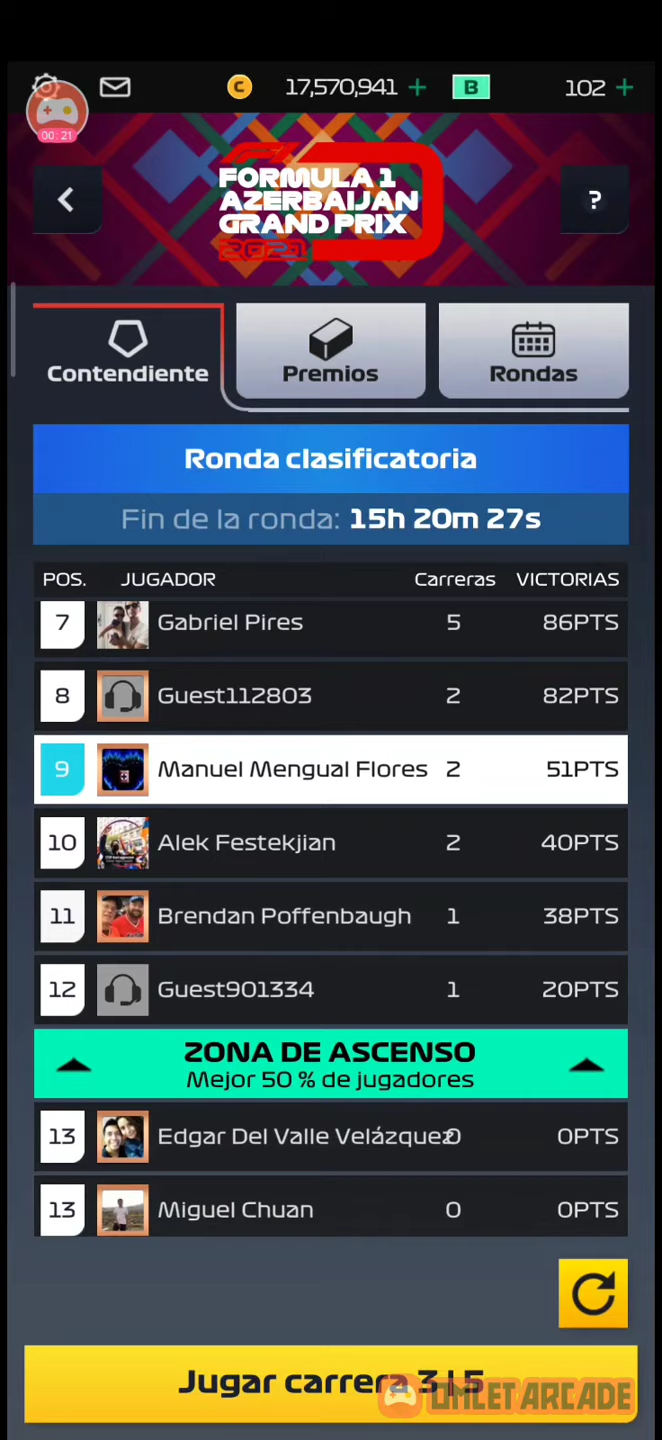 C 17,570,941 + B 102 +
00:21
FORMULA 1
AZERBAIJAN
GRAND PRIX
2021
?
Contendiente
Premios
Rondas
Ronda clasificatoria
Fin de la ronda: 15h 20m 27s
POS. JUGADOR Carreras VICTORIAS
7 Gabriel Pires 5 86PTS
8 Guest112803 2 82PTS
9 Manuel Mengual Flores 2 51PTS
10 Alek Festekjian 2 40PTS
11 Brendan Poffenbaugh 1 38PTS
12 Guest901334 1 20PTS
ZONA DE ASCENSO
Mejor 50 % de jugadores
13 Edgar Del Valle Velázquez 0 0PTS
13 Miguel Chuan 0 0PTS
Jugar carrera 3 | 5
OMLET ARCADE